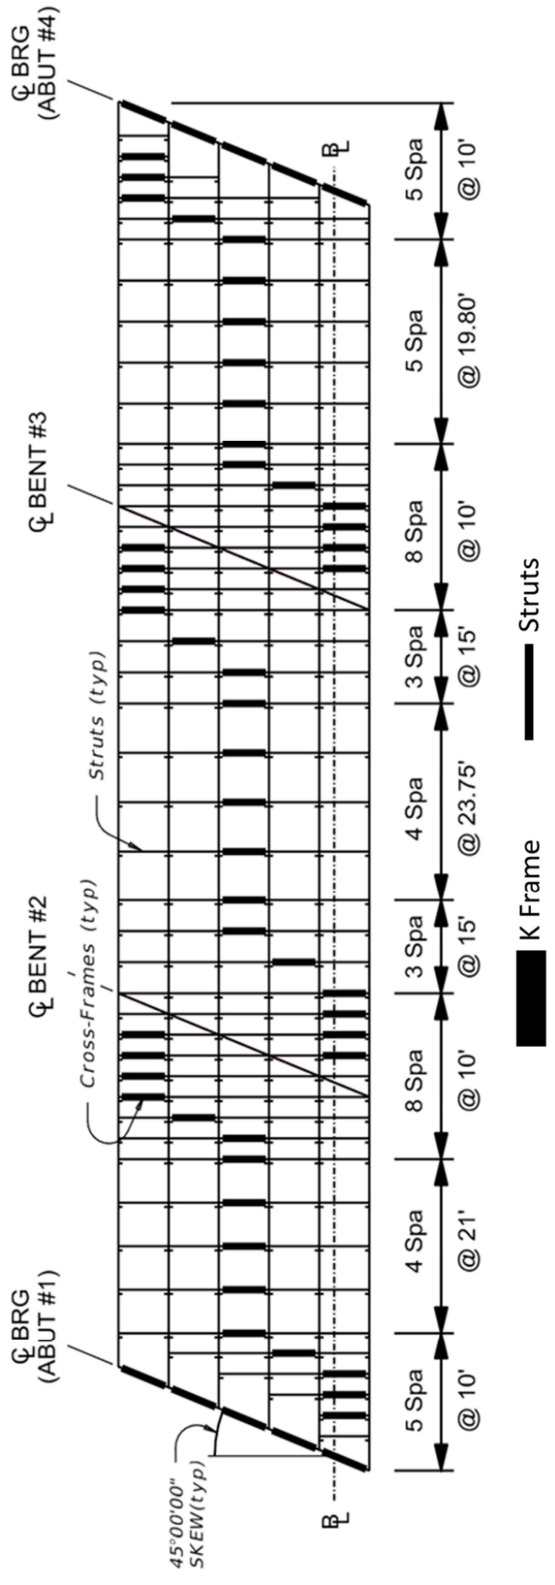 ℄ BRG
(ABUT #1)
℄ BENT #2
℄ BENT #3
℄ BRG
(ABUT #4)
Cross-Frames (typ)
Struts (typ)
45°00'00"
SKEW(typ)
BL
BL
5 Spa
@ 10'
4 Spa
@ 21'
8 Spa
@ 10'
3 Spa
@ 15'
4 Spa
@ 23.75'
3 Spa
@ 15'
8 Spa
@ 10'
5 Spa
@ 19.80'
5 Spa
@ 10'
K Frame
Struts